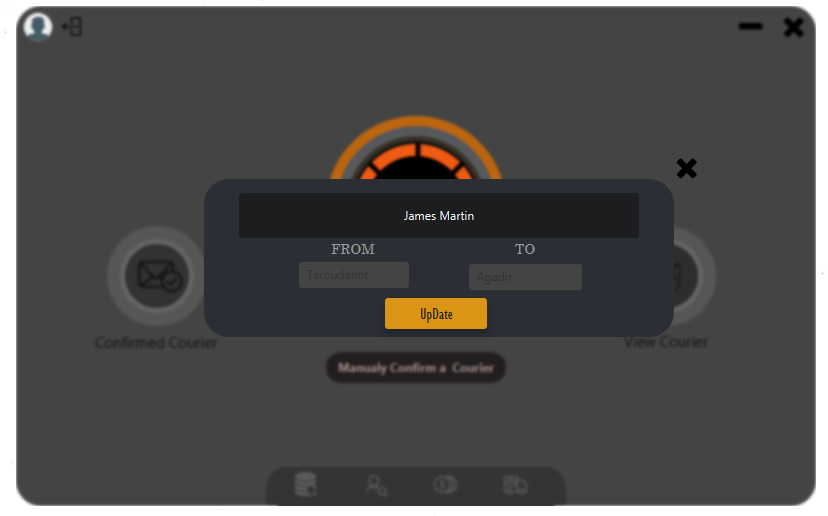 James Martin
FROM
TO
Taroudannt
Agadir
UpDate
Confirmed Courier
View Courier
Manualy Confirm a Courier